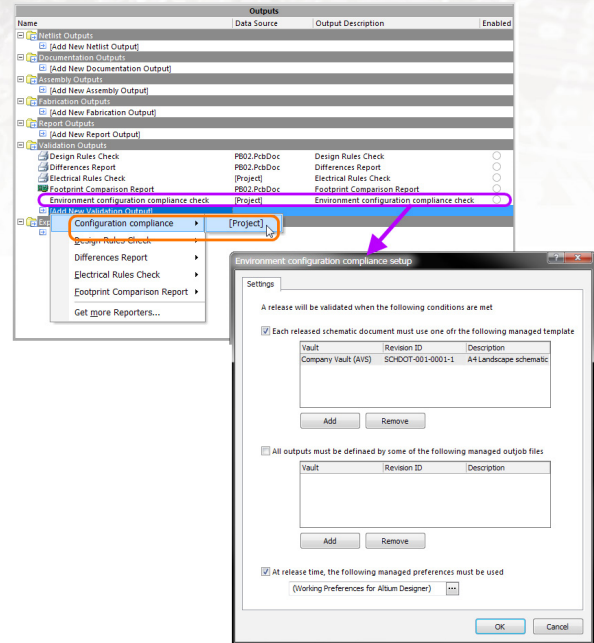 Outputs
Name Data Source Output Description Enabled
Netlist Outputs
[Add New Netlist Output]
Documentation Outputs
[Add New Documentation Output]
Assembly Outputs
[Add New Assembly Output]
Fabrication Outputs
[Add New Fabrication Output]
Report Outputs
[Add New Report Output]
Validation Outputs
Design Rules Check PB02.PcbDoc Design Rules Check
Differences Report PB02.PcbDoc Differences Report
Electrical Rules Check [Project] Electrical Rules Check
Footprint Comparison Report PB02.PcbDoc Footprint Comparison Report
Environment configuration compliance check [Project] Environment configuration compliance check
[Add New Validation Output]
Configuration compliance [Project]
Design Rules Check
Differences Report
Electrical Rules Check
Footprint Comparison Report
Get more Reporters...
Environment configuration compliance setup
Settings
A release will be validated when the following conditions are met
Each released schematic document must use one ofr the following managed template
Vault Revision ID Description
Company Vault (AVS) SCHDOT-001-0001-1 A4 Landscape schematic
Add Remove
All outputs must be definaed by some of the following managed outjob files
Vault Revision ID Description
Add Remove
At release time, the following managed preferences must be used
(Working Preferences for Altium Designer) ...
OK Cancel